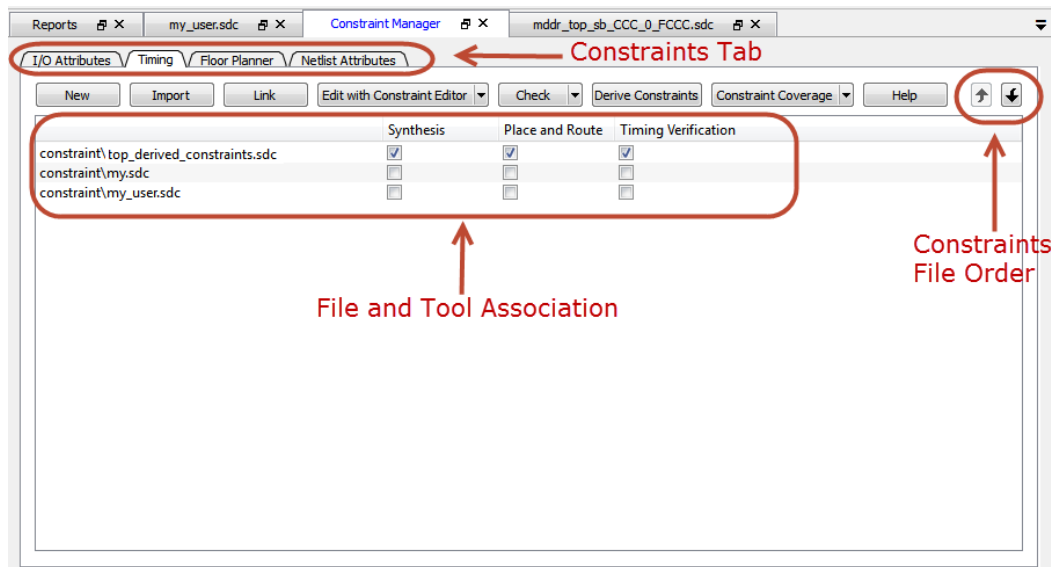 Reports my_user.sdc Constraint Manager mddr_top_sb_CCC_0_FCCC.sdc
Constraints Tab
I/O Attributes Timing Floor Planner Netlist Attributes
New Import Link Edit with Constraint Editor Check Derive Constraints Constraint Coverage Help
Synthesis Place and Route Timing Verification
constraint\top_derived_constraints.sdc
constraint\my.sdc
constraint\my_user.sdc
Constraints
File Order
File and Tool Association